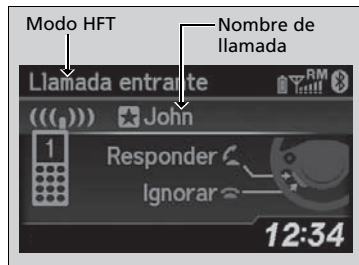 Modo HFT
Nombre de
llamada
Llamada entrante
RM
John
1
Responder
Ignorar
12:34